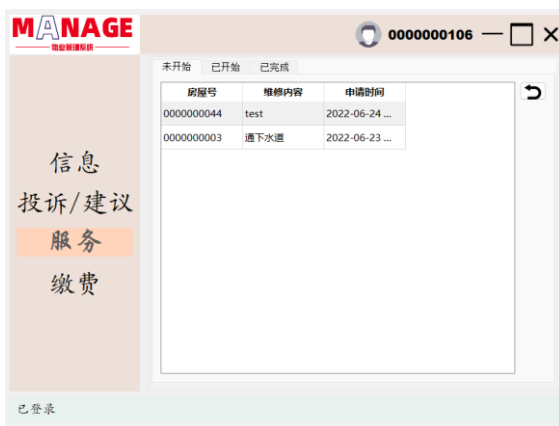 MANAGE
物业管理系统
0000000106
未开始 已开始 已完成
房屋号 维修内容 申请时间
0000000044 test 2022-06-24 ...
0000000003 通下水道 2022-06-23 ...
信息
投诉/建议
服务
缴费
已登录